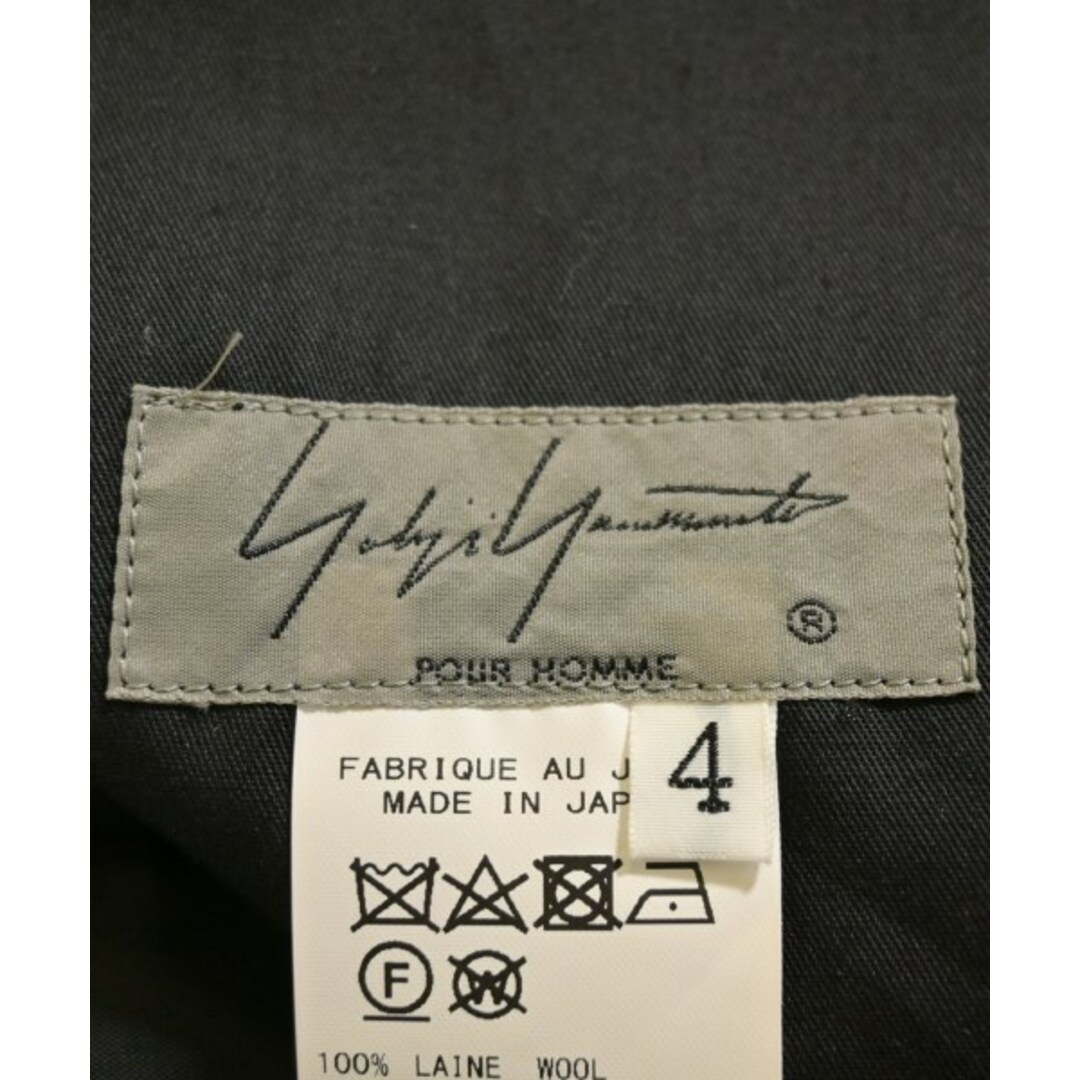 Yohji Yamamoto
®
POUR HOMME
4
FABRIQUE AU J
MADE IN JAP
F
W
100% LAINE WOOL